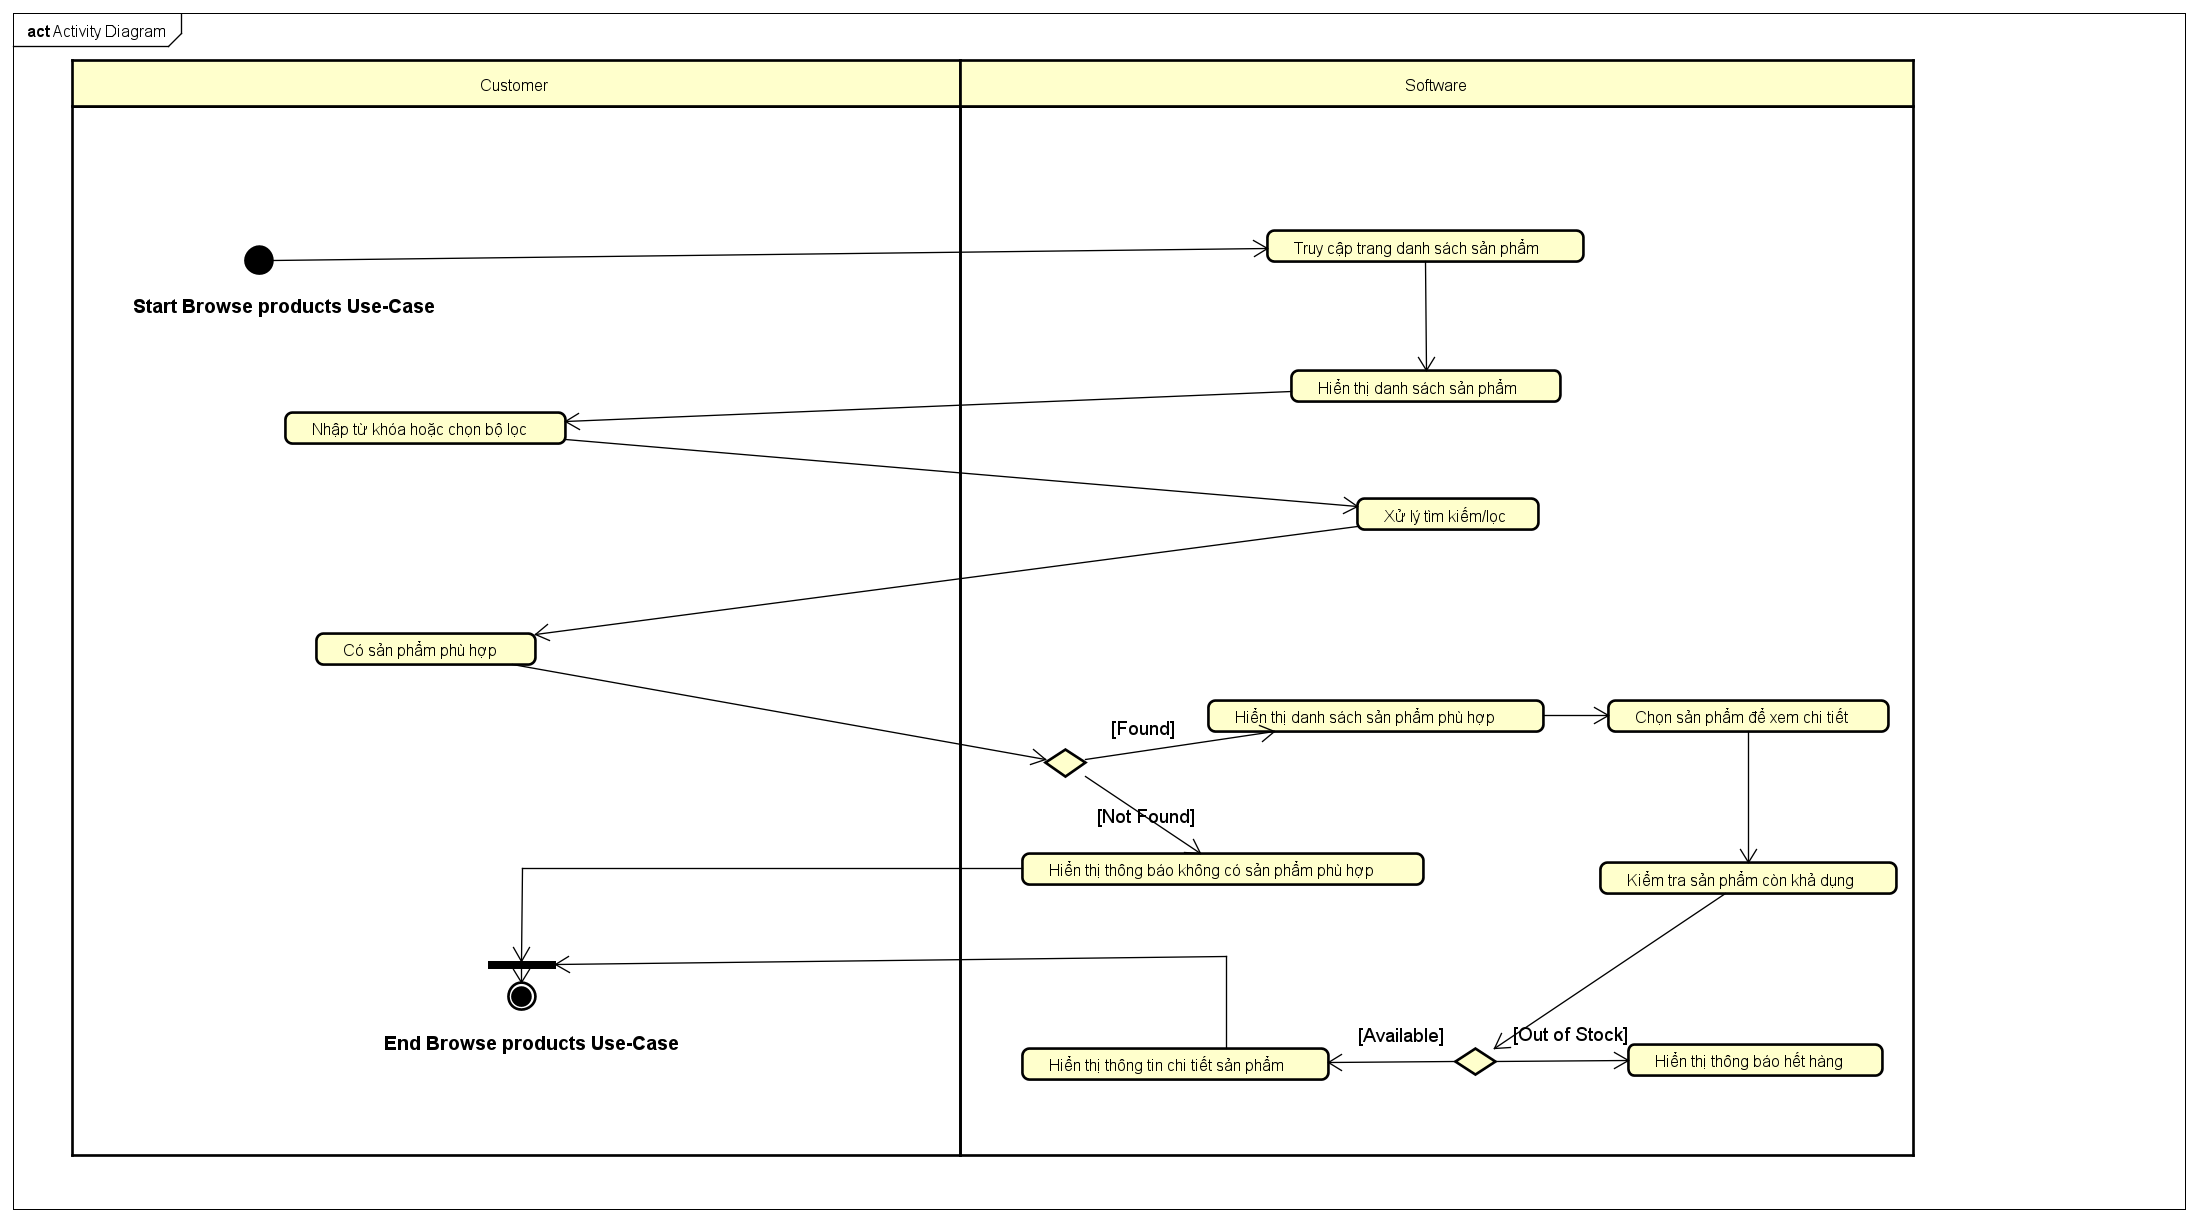 act Activity Diagram
Customer
Software
Truy cập trang danh sách sản phẩm
Start Browse products Use-Case
Hiển thị danh sách sản phẩm
Nhập từ khóa hoặc chọn bộ lọc
Xử lý tìm kiếm/lọc
Có sản phẩm phù hợp
[Found]
Hiển thị danh sách sản phẩm phù hợp
Chọn sản phẩm để xem chi tiết
[Not Found]
Hiển thị thông báo không có sản phẩm phù hợp
Kiểm tra sản phẩm còn khả dụng
End Browse products Use-Case
[Available]
[Out of Stock]
Hiển thị thông tin chi tiết sản phẩm
Hiển thị thông báo hết hàng